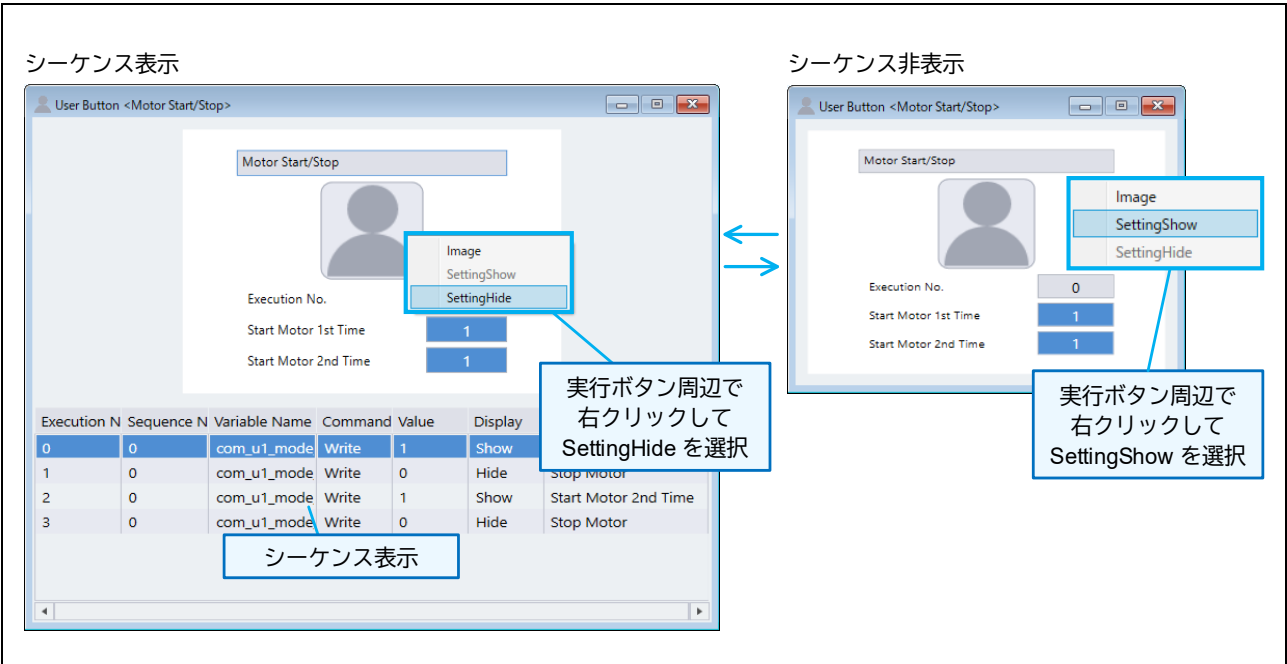 シーケンス表示
User Button <Motor Start/Stop>
Motor Start/Stop
Image
SettingShow
SettingHide
Execution No.
Start Motor 1st Time 1
Start Motor 2nd Time 1
実行ボタン周辺で
右クリックして
SettingHide を選択
Execution N Sequence N Variable Name Command Value Display
0 0 com_u1_mode Write 1 Show
1 0 com_u1_mode Write 0 Hide Stop Motor
2 0 com_u1_mode Write 1 Show Start Motor 2nd Time
3 0 com_u1_mode Write 0 Hide Stop Motor
シーケンス表示
シーケンス非表示
User Button <Motor Start/Stop>
Motor Start/Stop
Image
SettingShow
SettingHide
Execution No. 0
Start Motor 1st Time 1
Start Motor 2nd Time 1
実行ボタン周辺で
右クリックして
SettingShow を選択